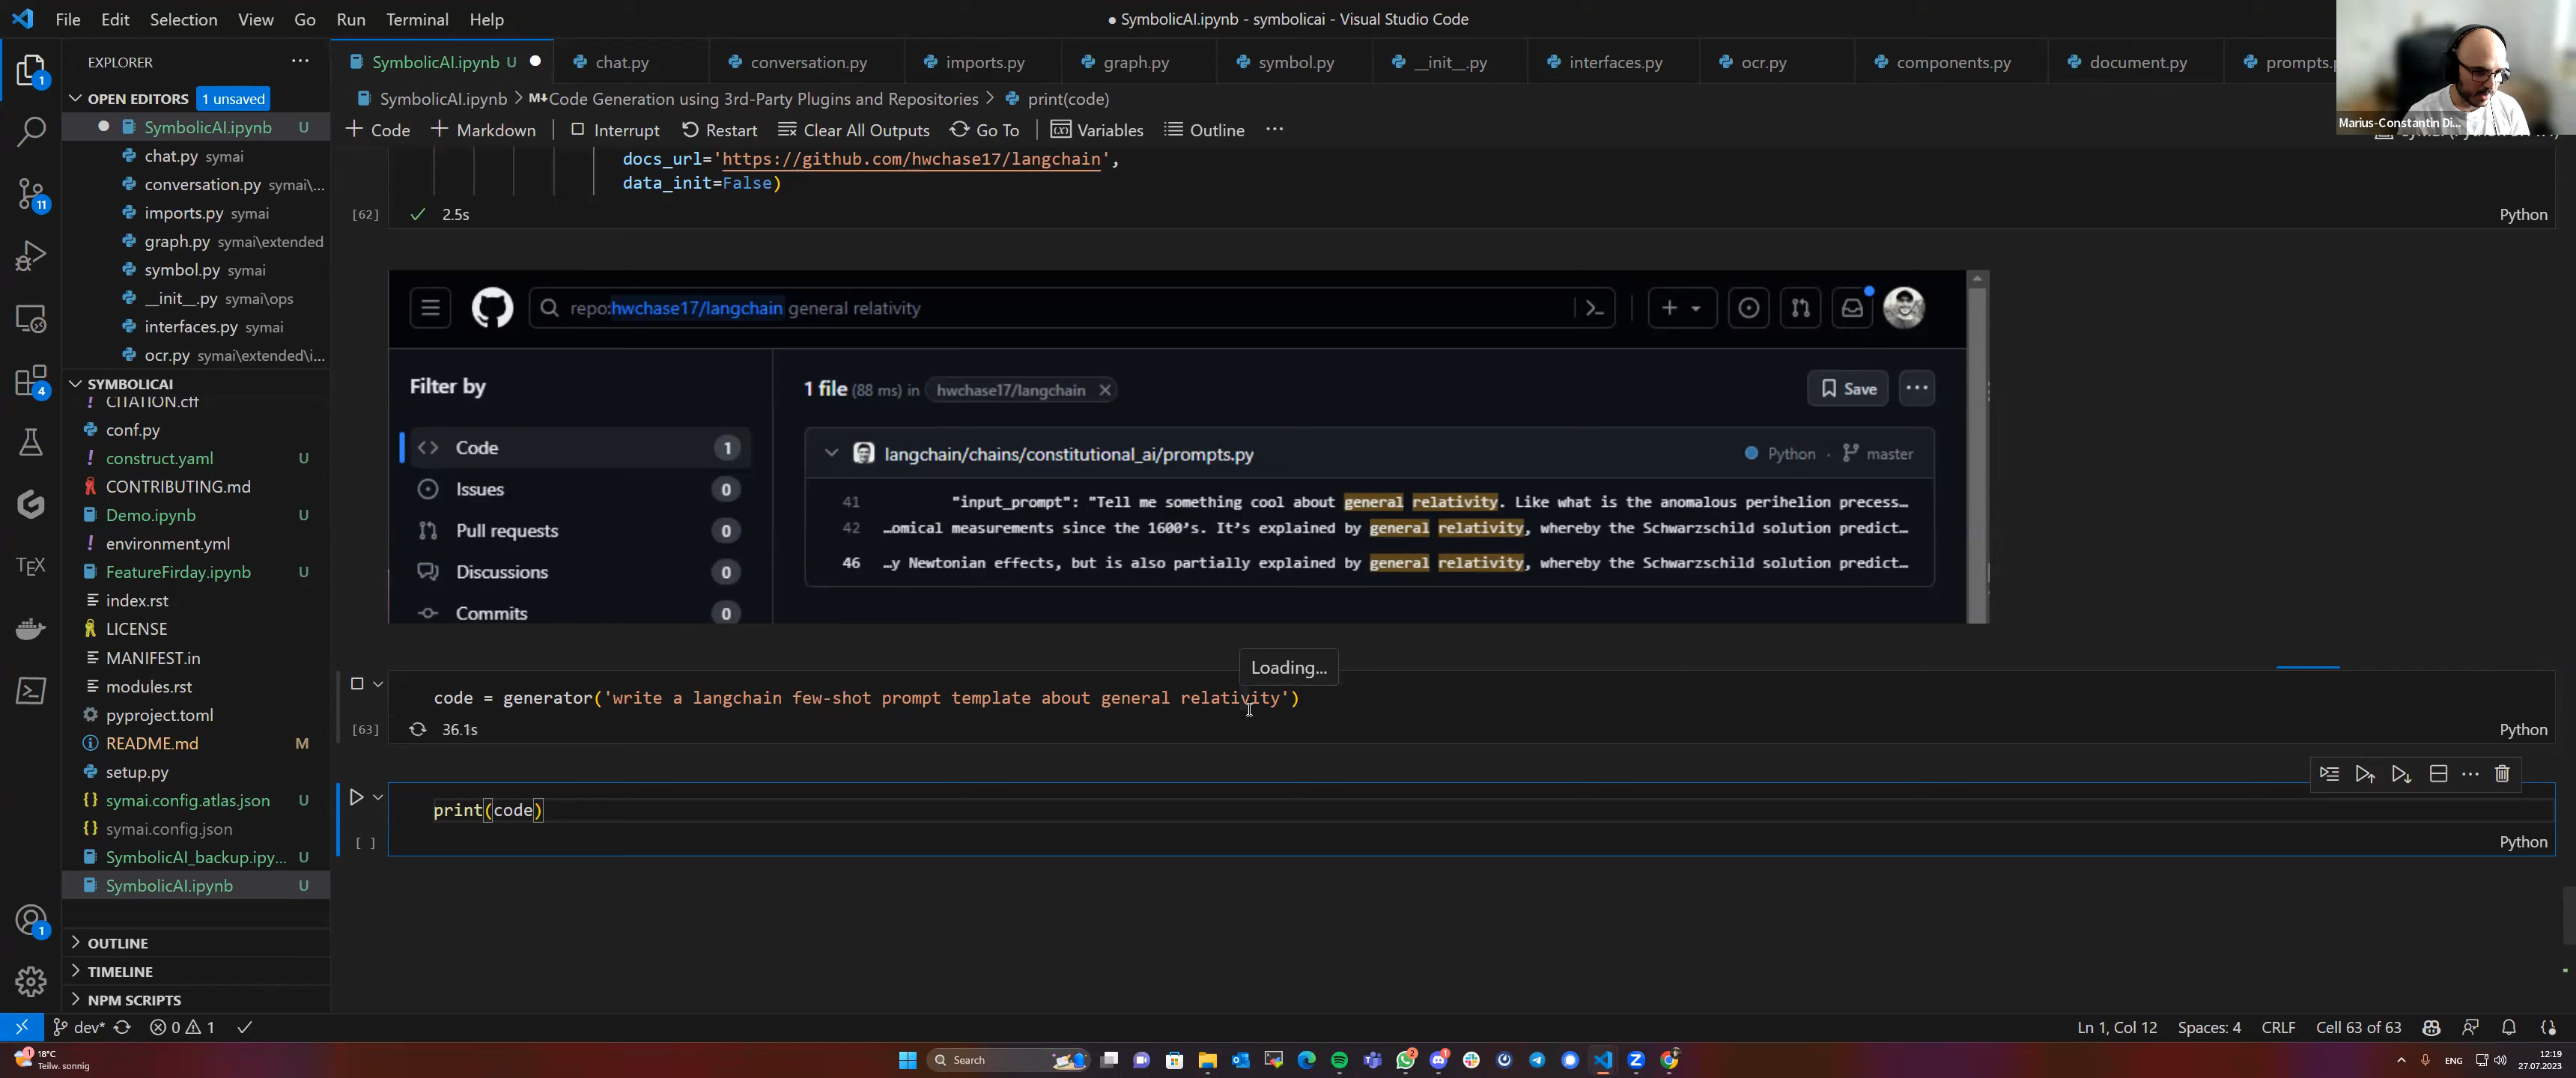 File Edit Selection View Go Run Terminal Help
● SymbolicAI.ipynb - symbolicai - Visual Studio Code
Marius-Constantin Di...
EXPLORER
OPEN EDITORS 1 unsaved
SymbolicAI.ipynb U
chat.py symai
conversation.py symai\...
imports.py symai
graph.py symai\extended
symbol.py symai
__init__.py symai\ops
interfaces.py symai
ocr.py symai\extended\i...
SYMBOLICAI
CITATION.cff
conf.py
construct.yaml U
CONTRIBUTING.md
Demo.ipynb U
environment.yml
FeatureFirday.ipynb U
index.rst
LICENSE
MANIFEST.in
modules.rst
pyproject.toml
README.md M
setup.py
symai.config.atlas.json U
symai.config.json
SymbolicAI_backup.ipy... U
SymbolicAI.ipynb U
OUTLINE
TIMELINE
NPM SCRIPTS
1
11
4
TEX
1
SymbolicAI.ipynb U chat.py conversation.py imports.py graph.py symbol.py __init__.py interfaces.py ocr.py components.py document.py prompts.p
SymbolicAI.ipynb > M↓Code Generation using 3rd-Party Plugins and Repositories > print(code)
+ Code + Markdown Interrupt Restart Clear All Outputs Go To Variables Outline ...
docs_url='https://github.com/hwchase17/langchain',
data_init=False)
[62] 2.5s Python
repo:hwchase17/langchain general relativity
Filter by
Code 1
Issues 0
Pull requests 0
Discussions 0
Commits 0
1 file (88 ms) in hwchase17/langchain
Save
langchain/chains/constitutional_ai/prompts.py Python · master
41 "input_prompt": "Tell me something cool about general relativity. Like what is the anomalous perihelion precess…
42 …omical measurements since the 1600's. It's explained by general relativity, whereby the Schwarzschild solution predict…
46 …y Newtonian effects, but is also partially explained by general relativity, whereby the Schwarzschild solution predict…
Loading...
code = generator('write a langchain few-shot prompt template about general relativity')
[63] 36.1s Python
print(code)
[ ] Python
dev* 0 1
Ln 1, Col 12 Spaces: 4 CRLF Cell 63 of 63
18°C
Teilw. sonnig
Search
ENG
12:19
27.07.2023